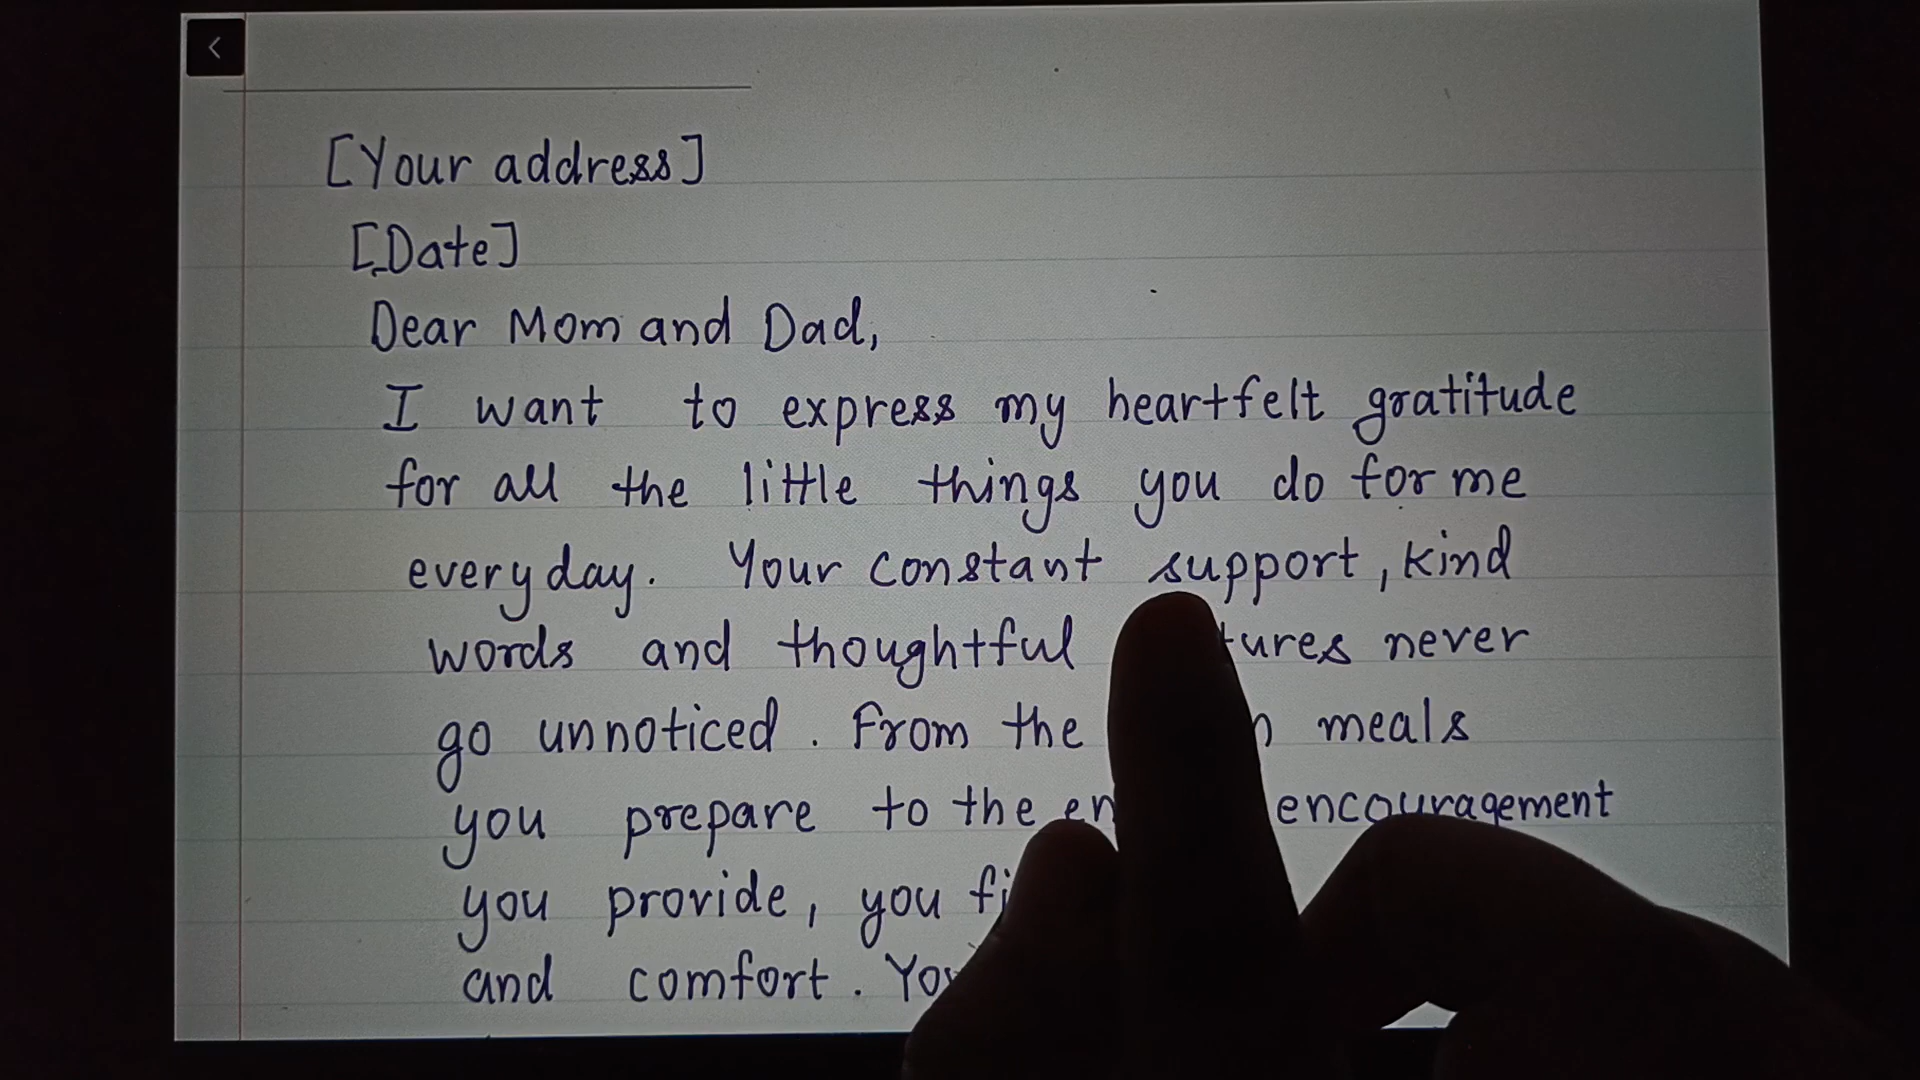 [Your address]
[Date]
Dear Mom and Dad,
I want to express my heartfelt gratitude
for all the little things you do for me
everyday. Your constant support, kind
words and thoughtful never
go unnoticed. From the meals
you prepare to the encouragement
you provide, you
and comfort.